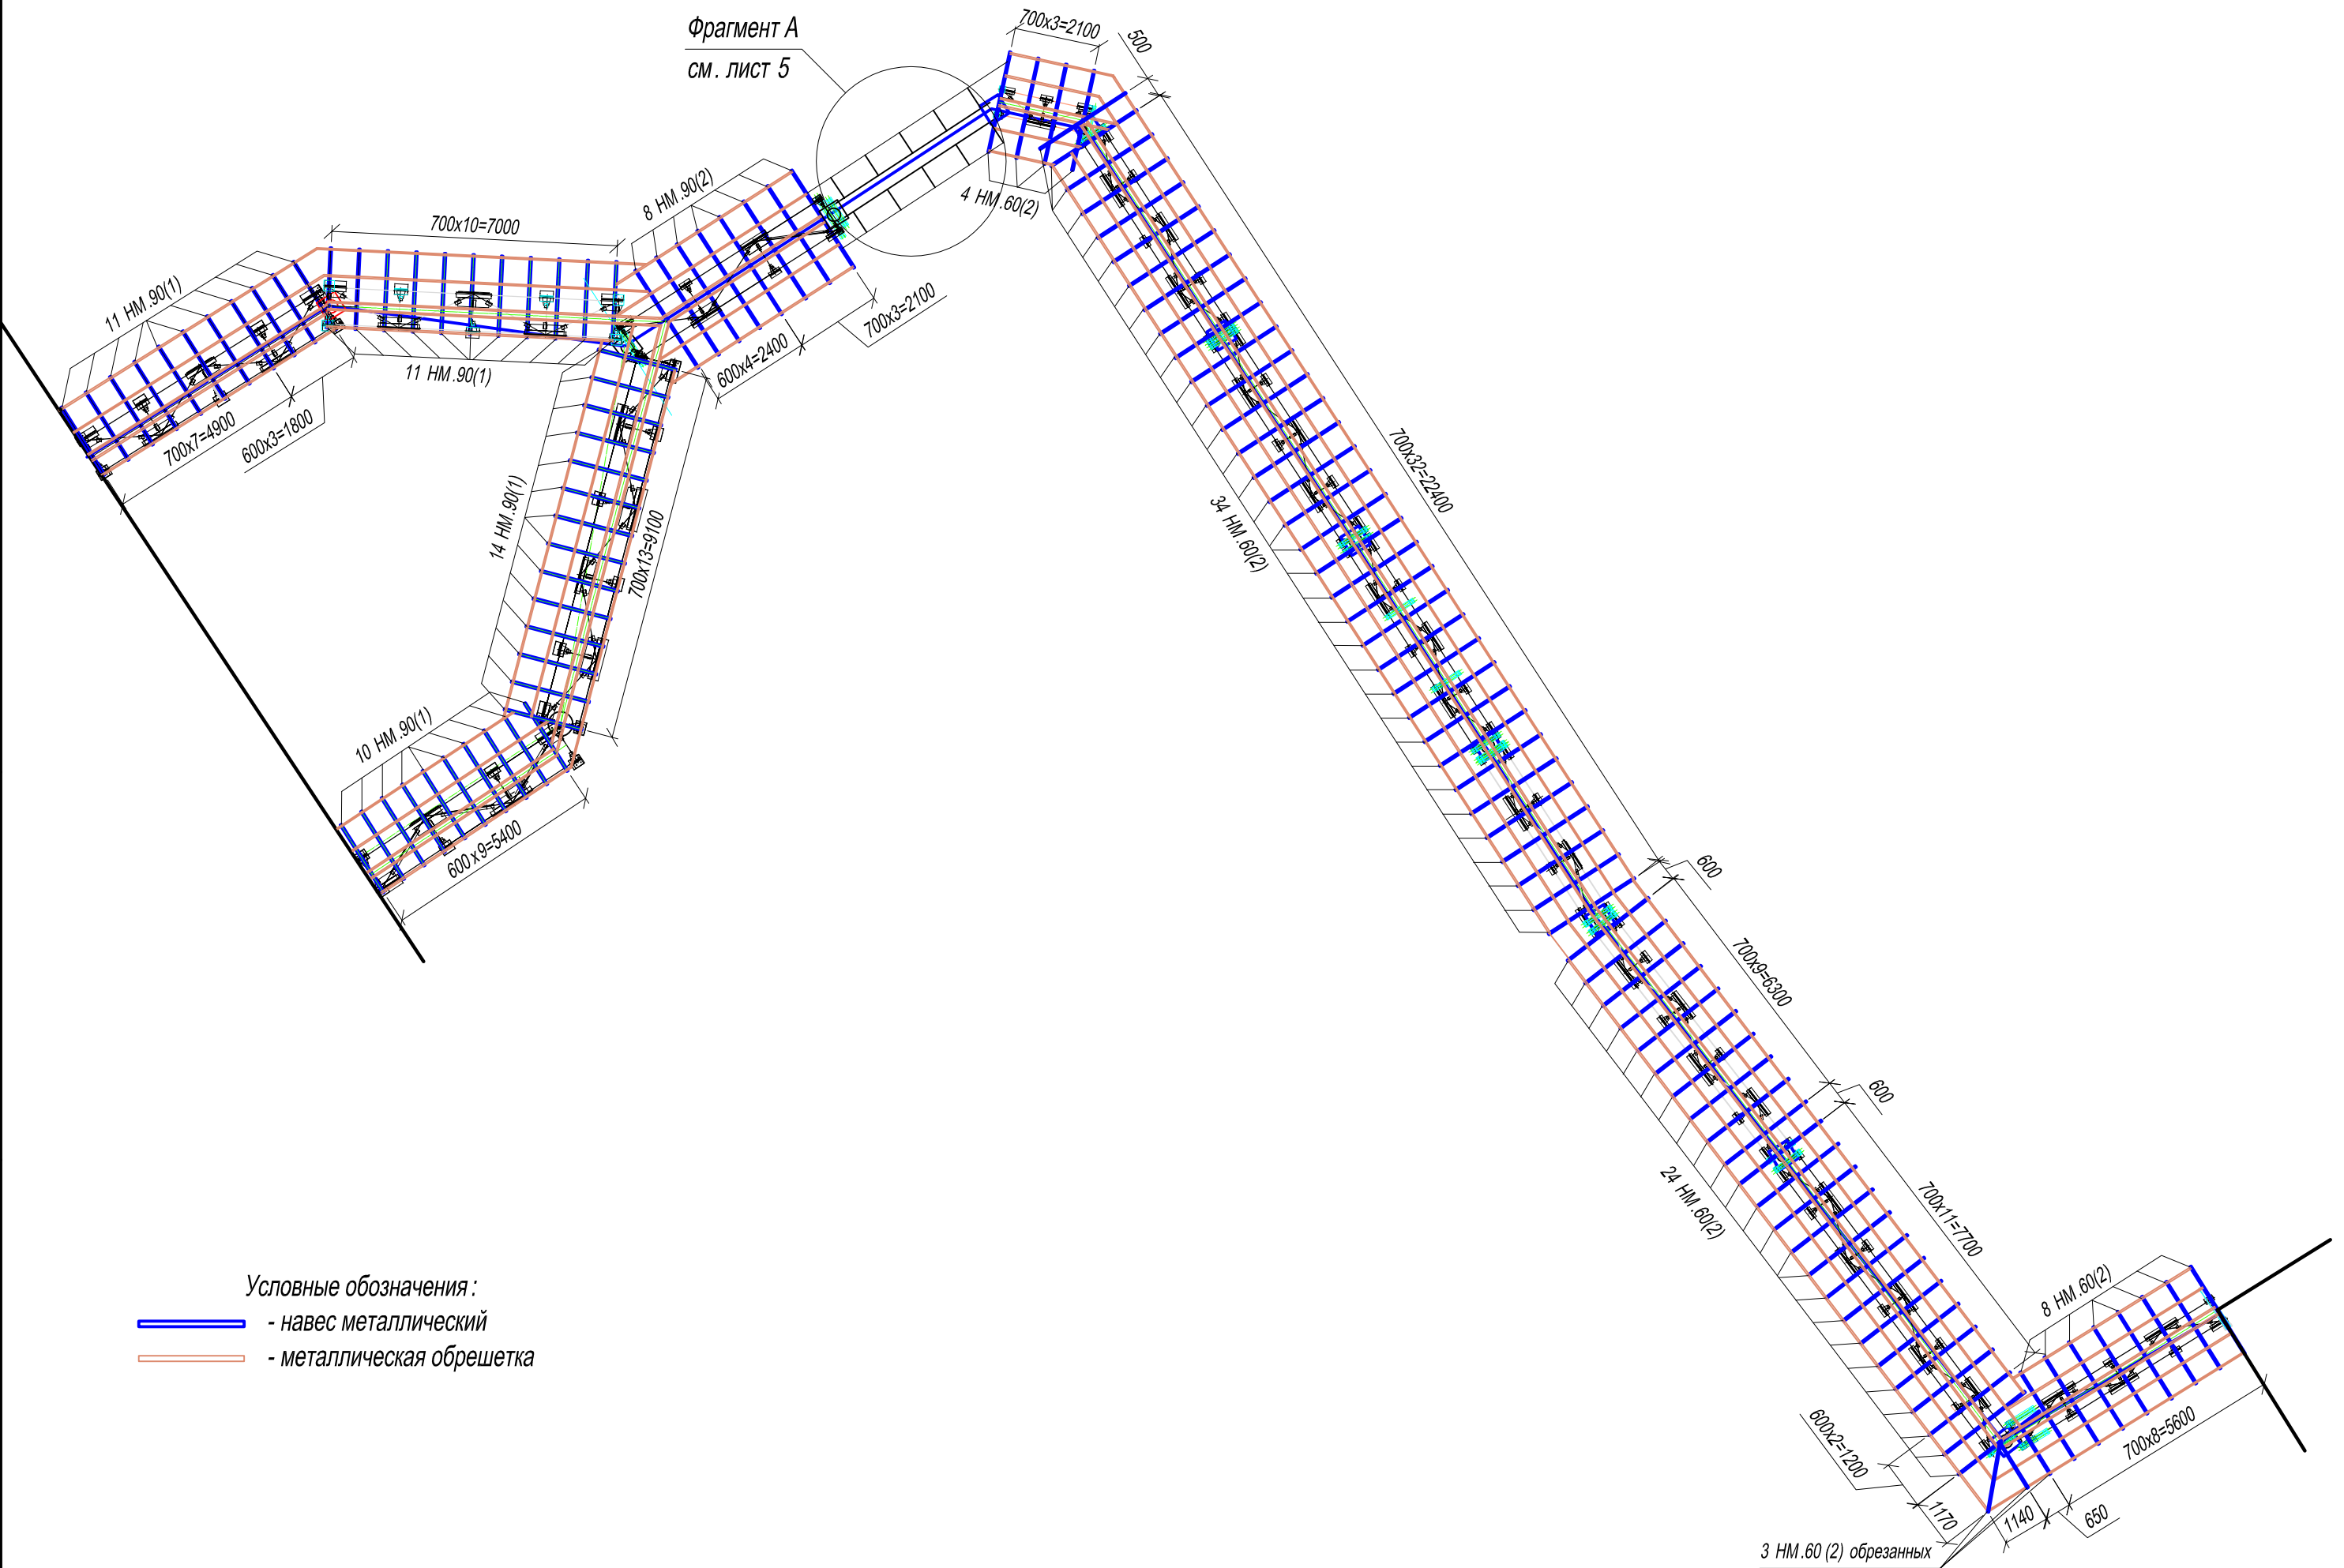 Фрагмент А
см. лист 5
700х3=2100
500
8 НМ.90(2)
4 НМ.60(2)
700х10=7000
11 НМ.90(1)
11 НМ.90(1)
700х3=2100
600х4=2400
700х7=4900
600х3=1800
14 НМ.90(1)
700х13=9100
10 НМ.90(1)
600х9=5400
700х32=22400
34 НМ.60(2)
600
700х9=6300
600
24 НМ.60(2)
700х11=7700
8 НМ.60(2)
700х8=5600
600х2=1200
1170
1140
650
3 НМ.60 (2) обрезанных
Условные обозначения:
- навес металлический
- металлическая обрешетка